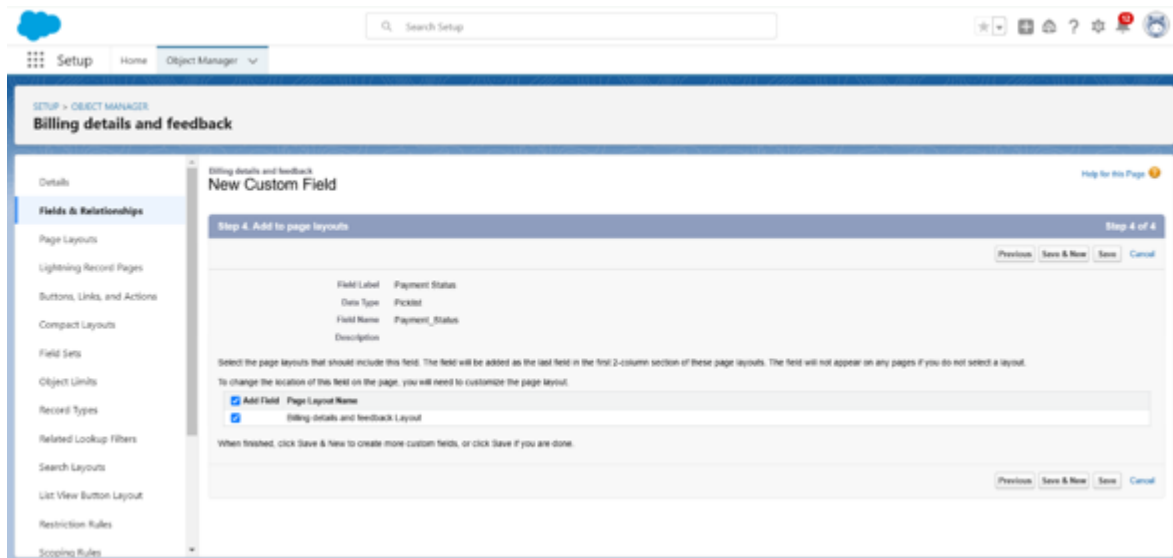 Search Setup
12
Setup
Home
Object Manager
SETUP > OBJECT MANAGER
Billing details and feedback
Details
Fields & Relationships
Page Layouts
Lightning Record Pages
Buttons, Links, and Actions
Compact Layouts
Field Sets
Object Limits
Record Types
Related Lookup Filters
Search Layouts
List View Button Layout
Restriction Rules
Scoping Rules
Billing details and feedback
New Custom Field
Help for this Page
Step 4. Add to page layouts
Step 4 of 4
Previous Save & New Save Cancel
Field Label Payment Status
Data Type Picklist
Field Name Payment_Status
Description
Select the page layouts that should include this field. The field will be added as the last field in the first 2-column section of these page layouts. The field will not appear on any pages if you do not select a layout.
To change the location of this field on the page, you will need to customize the page layout.
Add Field Page Layout Name
Billing details and feedback Layout
When finished, click Save & New to create more custom fields, or click Save if you are done.
Previous Save & New Save Cancel